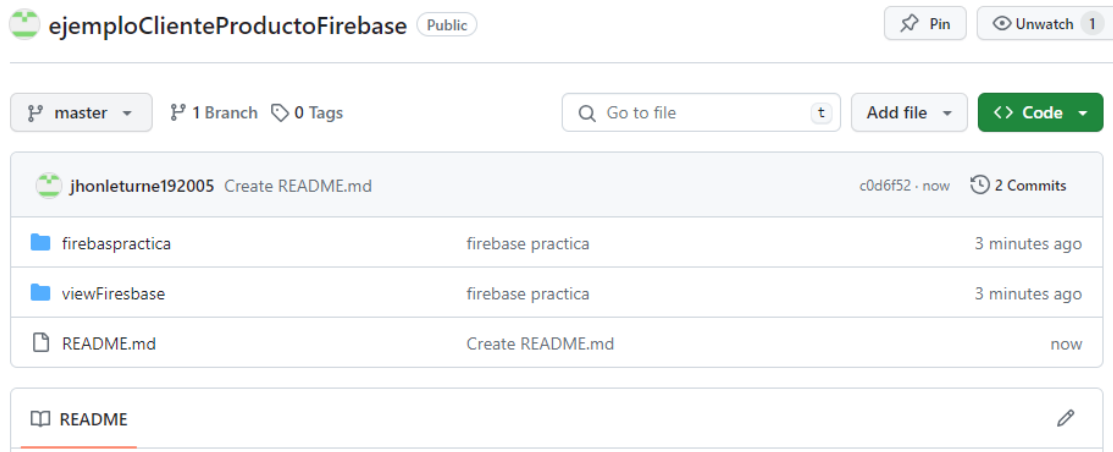 ejemploClienteProductoFirebase Public Pin Unwatch 1
master 1 Branch 0 Tags Go to file t Add file Code
jhonleturne192005 Create README.md c0d6f52 · now 2 Commits
firebaspractica firebase practica 3 minutes ago
viewFiresbase firebase practica 3 minutes ago
README.md Create README.md now
README